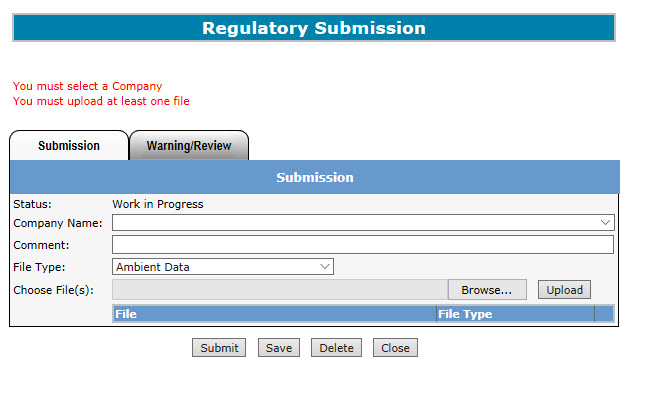 Regulatory Submission
You must select a Company
You must upload at least one file
Submission Warning/Review
Submission
Status: Work in Progress
Company Name:
Comment:
File Type: Ambient Data
Choose File(s): Browse... Upload
File File Type
Submit Save Delete Close